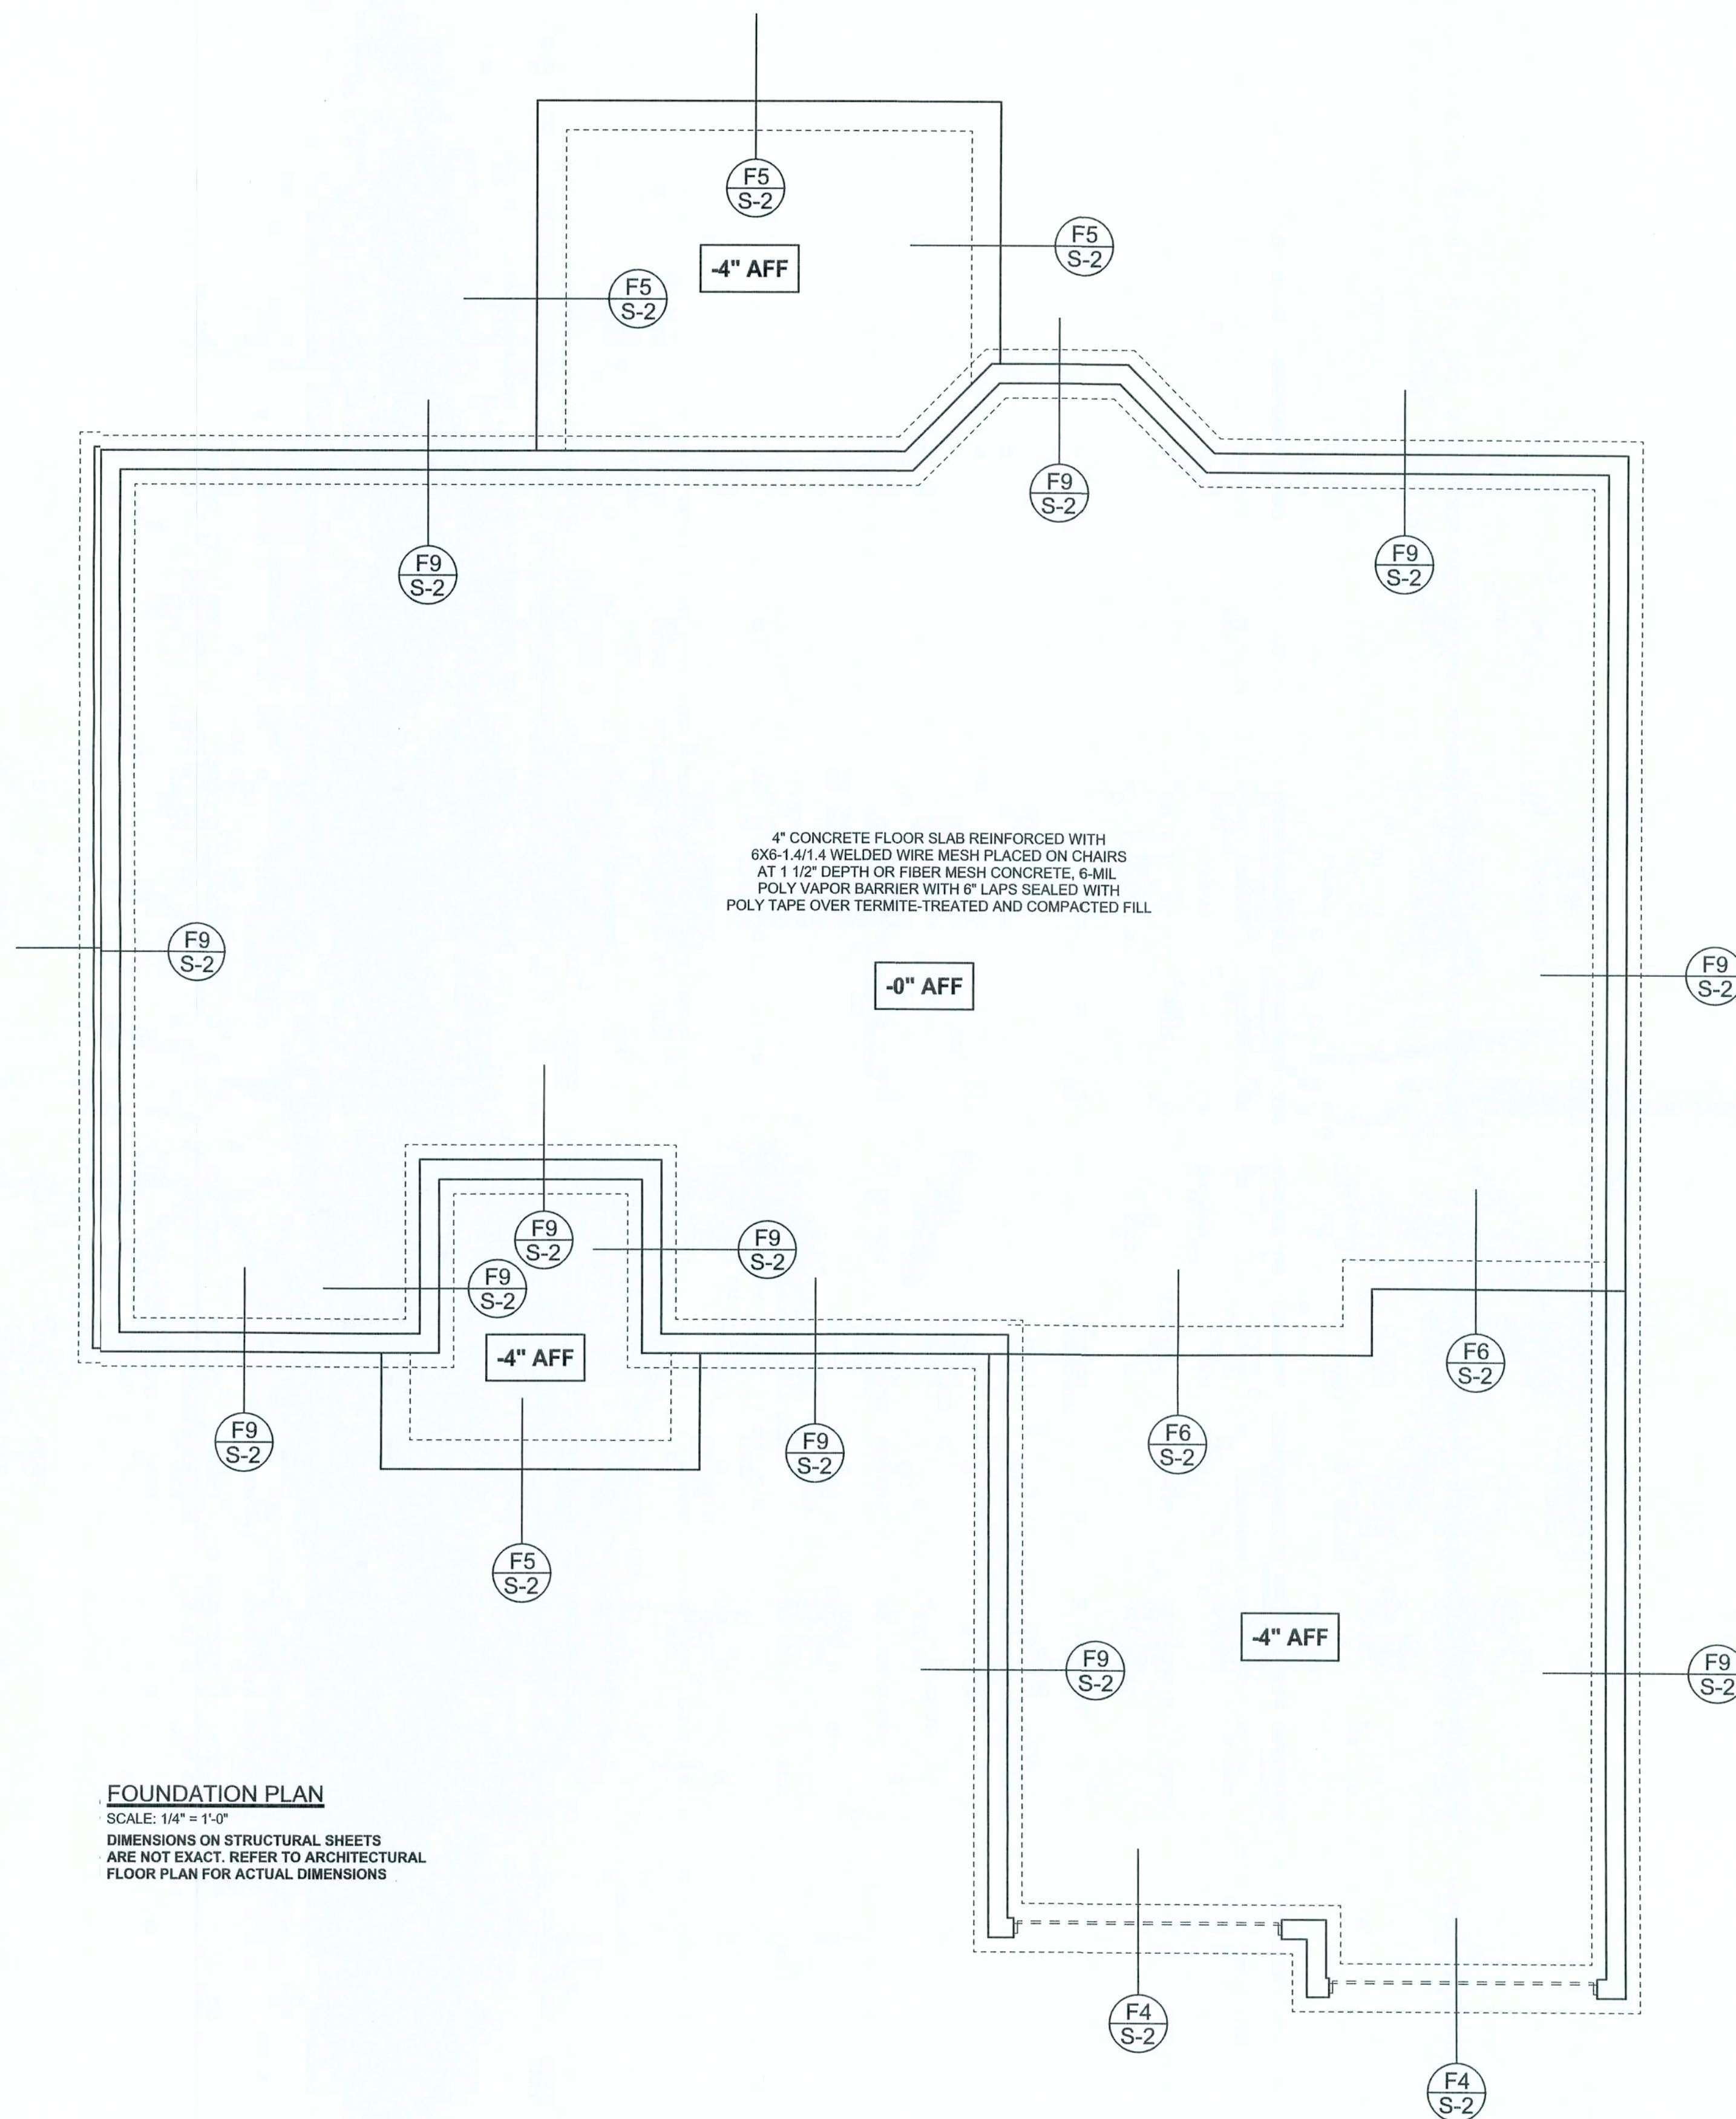 F5
S-2
F5
S-2
-4" AFF
F5
S-2
F9
S-2
F9
S-2
F9
S-2
4" CONCRETE FLOOR SLAB REINFORCED WITH
6X6-1.4/1.4 WELDED WIRE MESH PLACED ON CHAIRS
AT 1 1/2" DEPTH OR FIBER MESH CONCRETE, 6-MIL
POLY VAPOR BARRIER WITH 6" LAPS SEALED WITH
POLY TAPE OVER TERMITE-TREATED AND COMPACTED FILL
F9
S-2
F9
S-2
-0" AFF
F9
S-2
F9
S-2
F9
S-2
-4" AFF
F6
S-2
F9
S-2
F9
S-2
F6
S-2
F5
S-2
-4" AFF
F9
S-2
F9
S-2
FOUNDATION PLAN
SCALE: 1/4" = 1'-0"
DIMENSIONS ON STRUCTURAL SHEETS
ARE NOT EXACT. REFER TO ARCHITECTURAL
FLOOR PLAN FOR ACTUAL DIMENSIONS
F4
S-2
F4
S-2